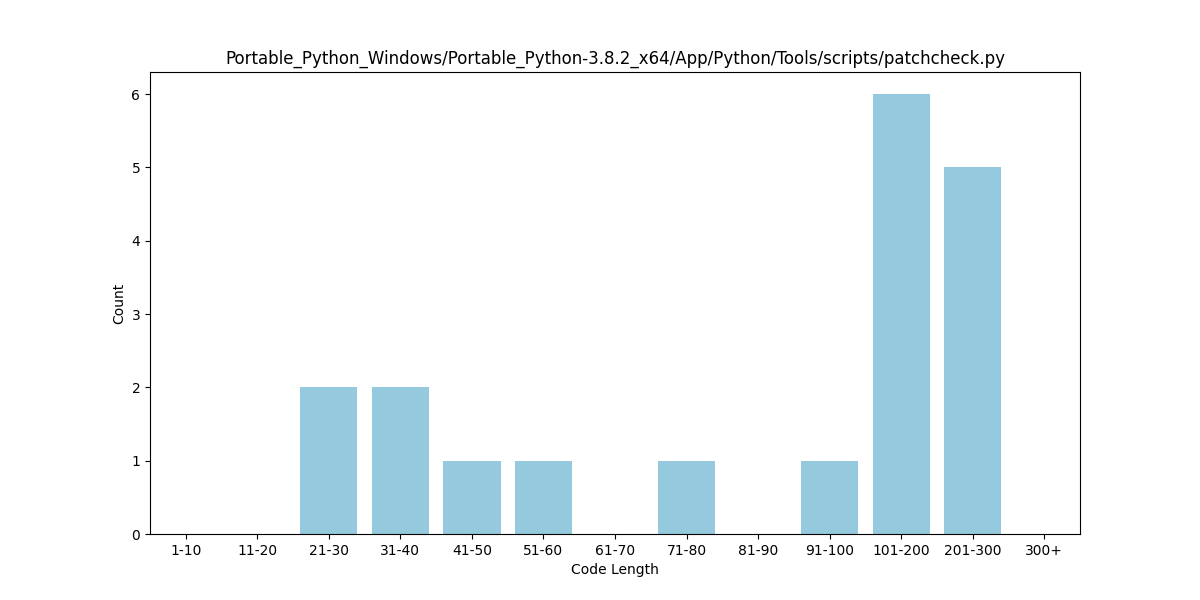 Portable_Python_Windows/Portable_Python-3.8.2_x64/App/Python/Tools/scripts/patchcheck.py
6
5
4
3
2
1
0
Count
1-10 11-20 21-30 31-40 41-50 51-60 61-70 71-80 81-90 91-100 101-200 201-300 300+
Code Length